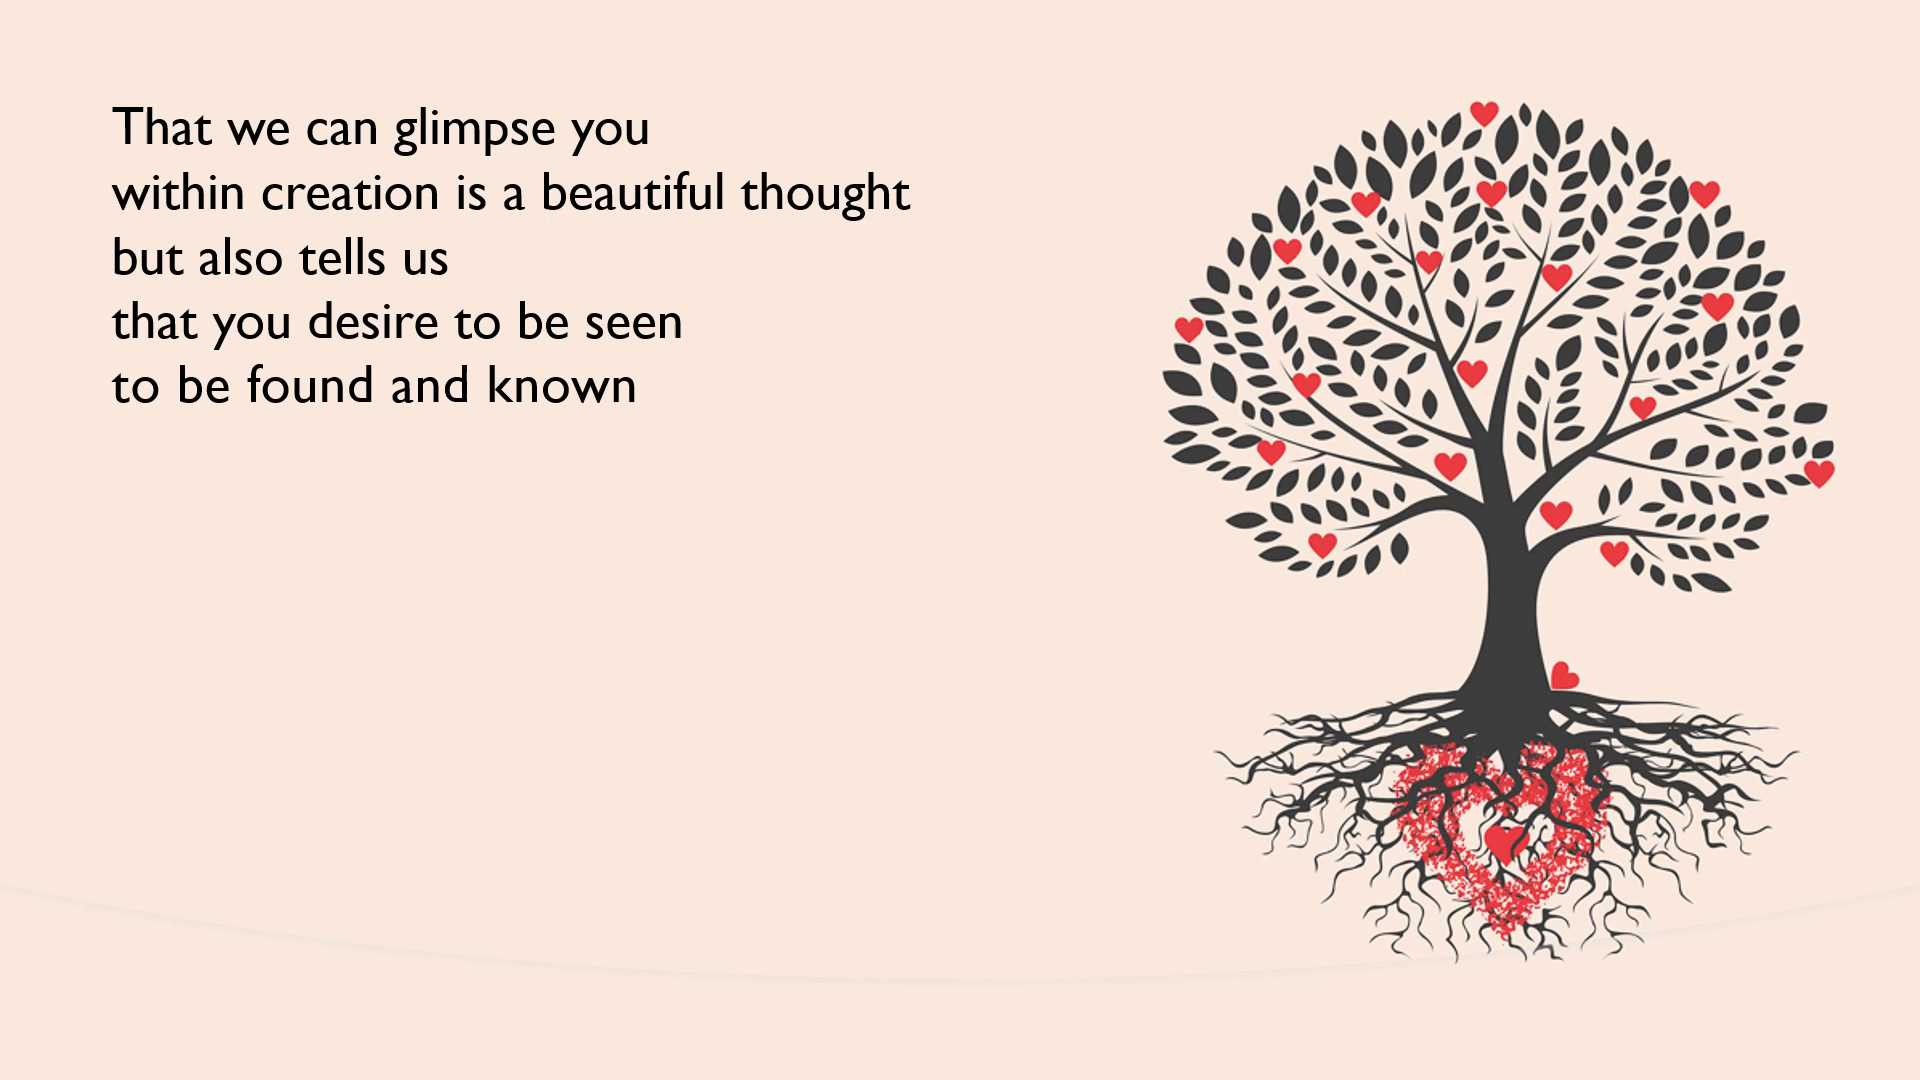 That we can glimpse you
within creation is a beautiful thought
but also tells us
that you desire to be seen
to be found and known